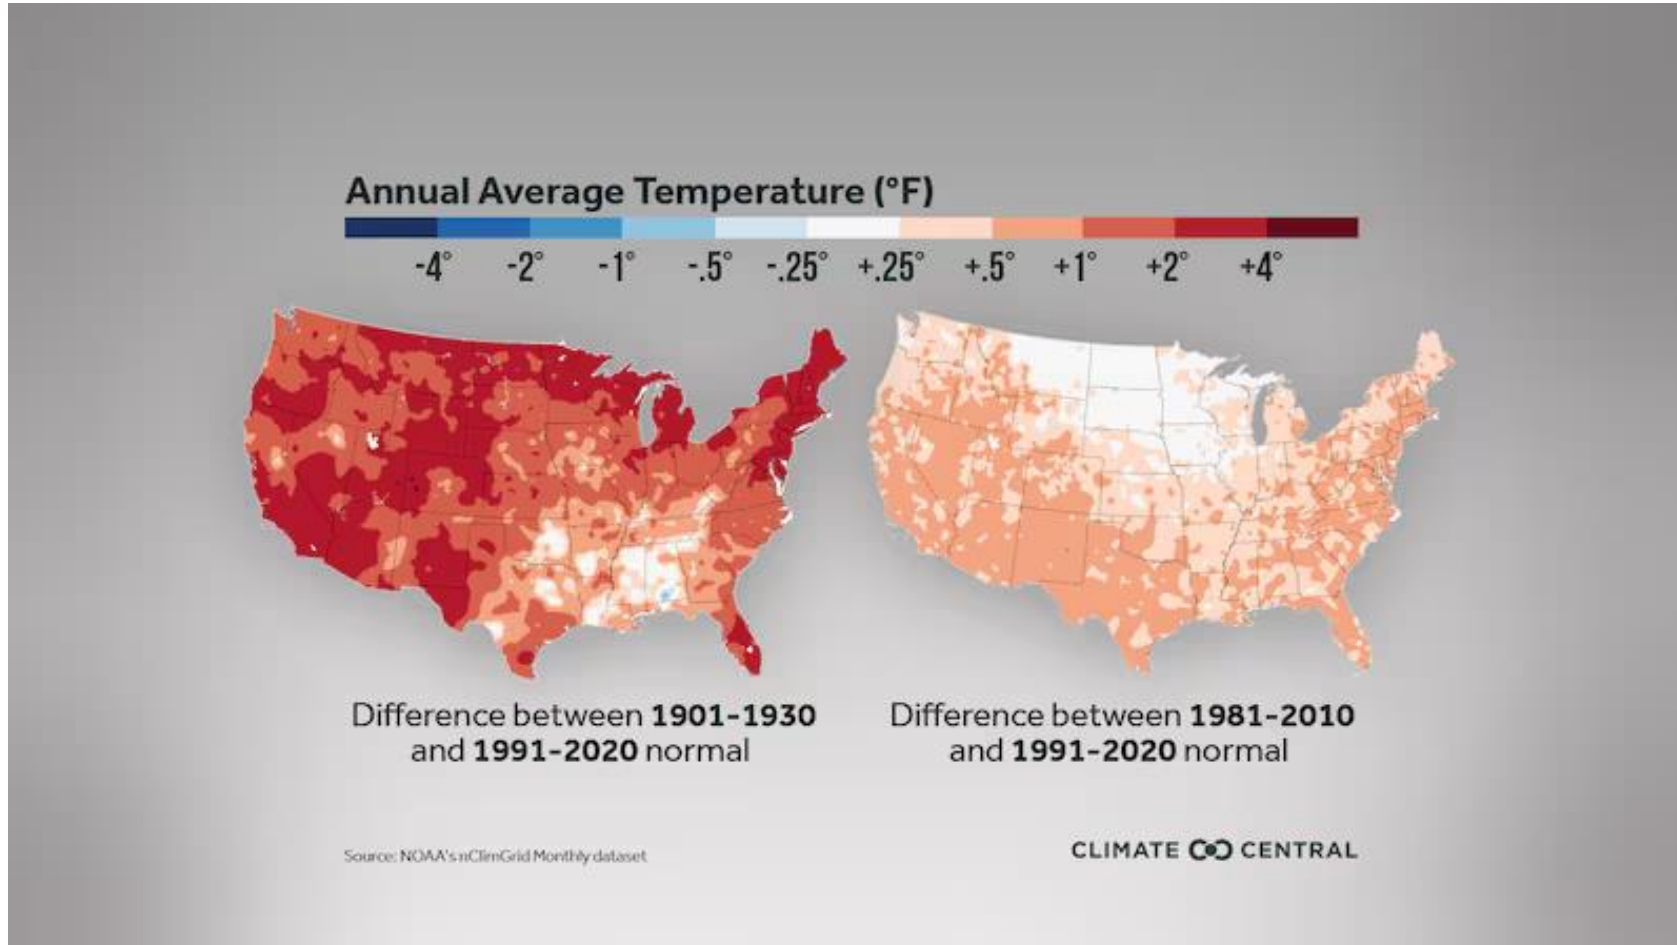 Annual Average Temperature (°F)
-4° -2° -1° -.5° -.25° +.25° +.5° +1° +2° +4°
Difference between 1901-1930
and 1991-2020 normal
Difference between 1981-2010
and 1991-2020 normal
Source: NOAA's nClimGrid Monthly dataset
CLIMATE CENTRAL